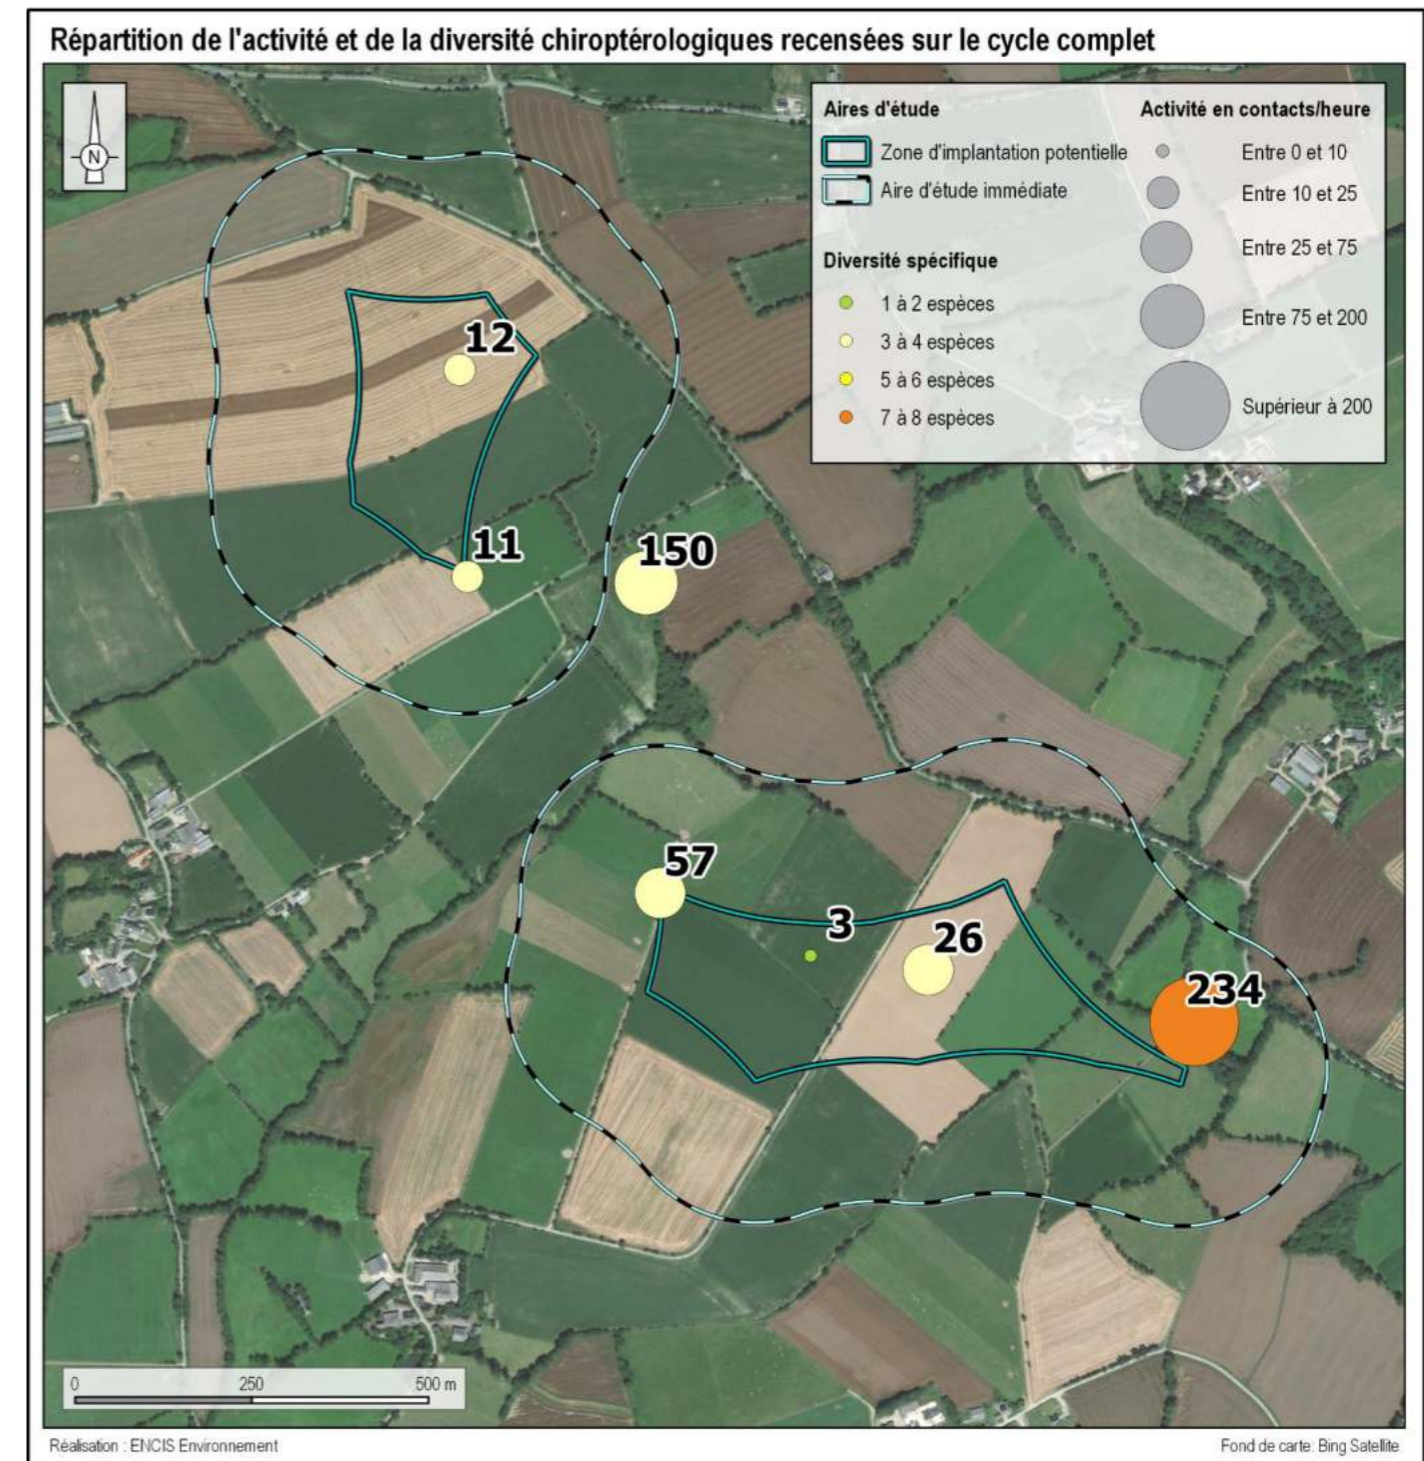 Répartition de l'activité et de la diversité chiroptérologiques recensées sur le cycle complet
N
Aires d'étude
Zone d'implantation potentielle
Aire d'étude immédiate
Diversité spécifique
1 à 2 espèces
3 à 4 espèces
5 à 6 espèces
7 à 8 espèces
Activité en contacts/heure
Entre 0 et 10
Entre 10 et 25
Entre 25 et 75
Entre 75 et 200
Supérieur à 200
12
11
150
57
3
26
234
0 250 500 m
Réalisation : ENCIS Environnement
Fond de carte: Bing Satellite